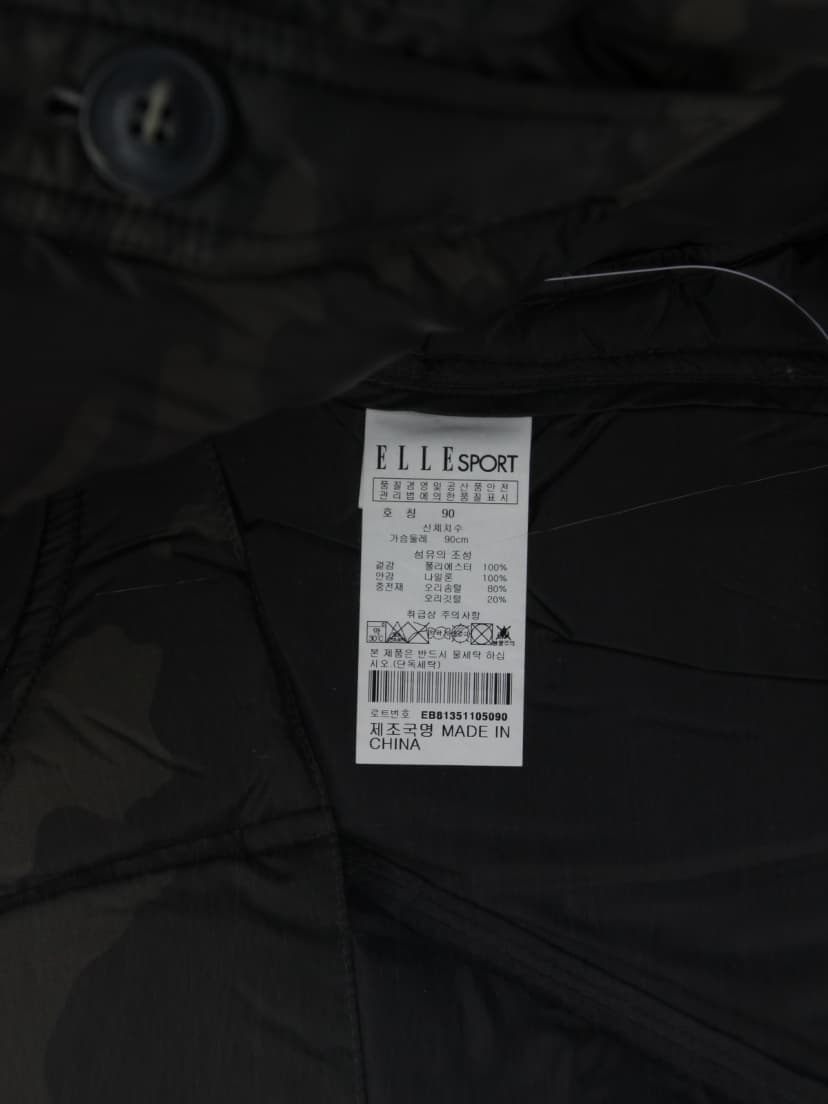 ELLE SPORT
품질경영및공산품안전
관리법에의한품질표시
호 칭 90
신체치수
가슴둘레 90cm
섬유의 조성
겉감 폴리에스터 100%
안감 나일론 100%
충전재 오리솜털 80%
오리깃털 20%
취급상 주의사항
약 30℃
본 제품은 반드시 물세탁 하십
시오.(단독세탁)
로트번호 EB81351105090
제조국명 MADE IN
CHINA